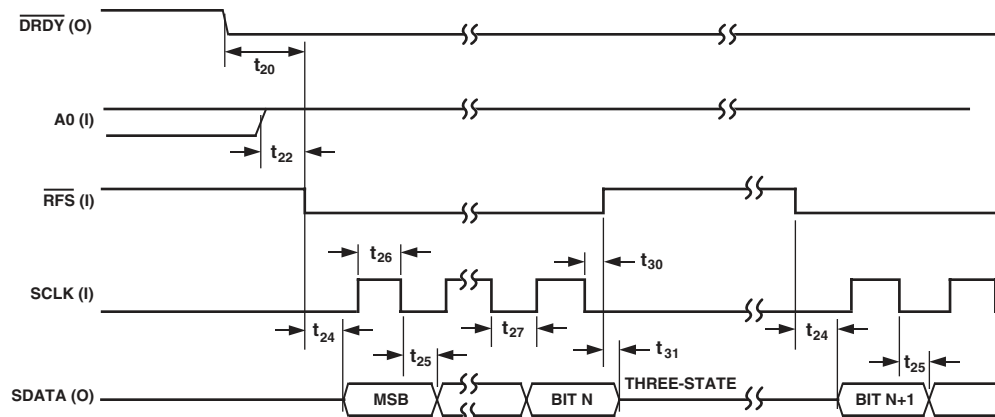 DRDY (O)
t20
A0 (I)
t22
RFS (I)
t26
t30
SCLK (I)
t24
t27
t24
t25
t31
t25
SDATA (O)
MSB
BIT N
THREE-STATE
BIT N+1